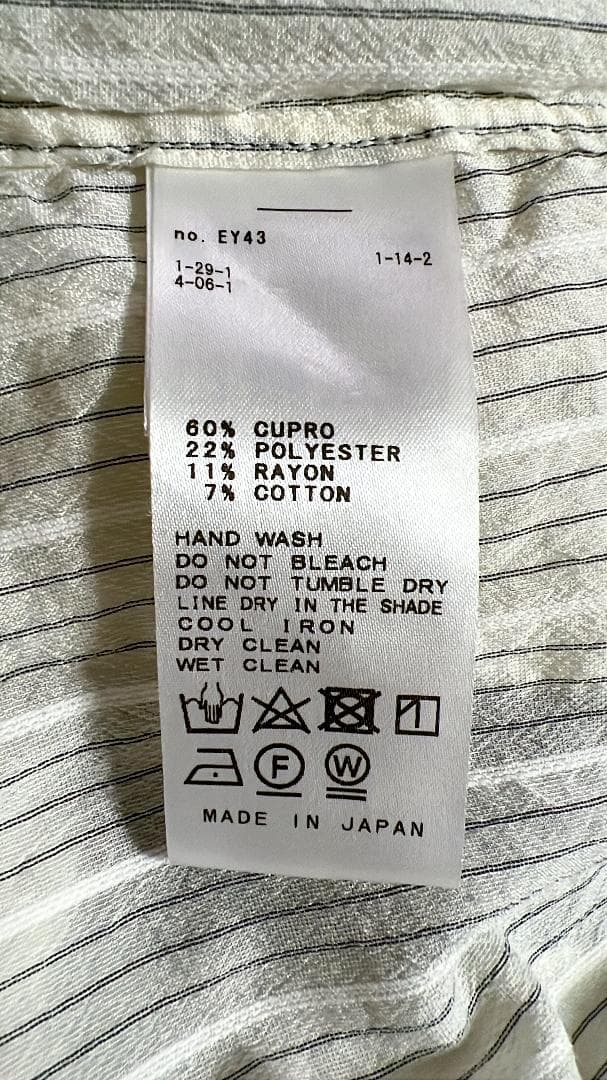 no. EY43
1-29-1
1-14-2
4-06-1
60% CUPRO
22% POLYESTER
11% RAYON
7% COTTON
HAND WASH
DO NOT BLEACH
DO NOT TUMBLE DRY
LINE DRY IN THE SHADE
COOL IRON
DRY CLEAN
WET CLEAN
F W
MADE IN JAPAN